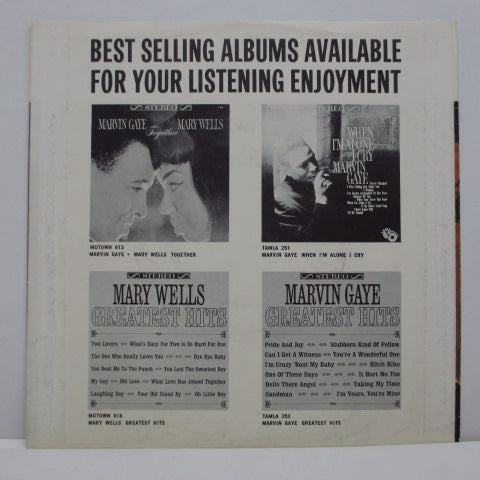 BEST SELLING ALBUMS AVAILABLE
FOR YOUR LISTENING ENJOYMENT
STEREO
MARVIN GAYE Together MARY WELLS
MOTOWN 613
MARVIN GAYE • MARY WELLS TOGETHER
STEREO
WHEN
I'M ALONE
I CRY
MARVIN
GAYE
TAMLA 251
MARVIN GAYE WHEN I'M ALONE I CRY
STEREO
MARY WELLS
GREATEST HITS
Two Lovers What's Easy For Two Is So Hard For One
The One Who Really Loves You Bye Bye Baby
You Beat Me To The Punch You Lost The Sweetest Boy
My Guy Old Love What Love Has Joined Together
Laughing Boy Your Old Stand By Oh Little Boy
MOTOWN 616
MARY WELLS GREATEST HITS
STEREO
MARVIN GAYE
GREATEST HITS
Pride And Joy Stubborn Kind Of Fellow
Can I Get A Witness You're A Wonderful One
I'm Crazy 'Bout My Baby Hitch Hike
One Of These Days It Hurt Me Too
Hello There Angel Taking My Time
Sandman I'm Yours, You're Mine
TAMLA 252
MARVIN GAYE GREATEST HITS